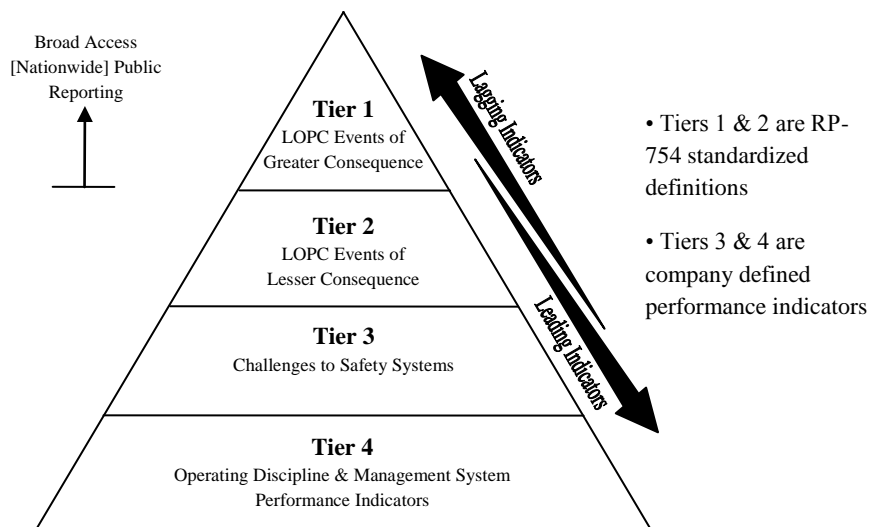 Broad Access
[Nationwide] Public
Reporting
Tier 1
LOPC Events of
Greater Consequence
Tier 2
LOPC Events of
Lesser Consequence
Tier 3
Challenges to Safety Systems
Tier 4
Operating Discipline & Management System
Performance Indicators
Lagging Indicators
Leading Indicators
• Tiers 1 & 2 are RP-
754 standardized
definitions
• Tiers 3 & 4 are
company defined
performance indicators